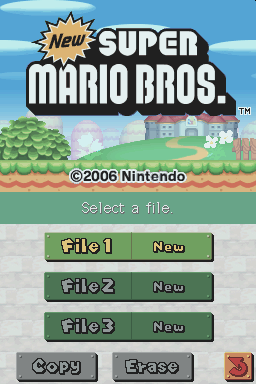 New SUPER
MARIO BROS.™
©2006 Nintendo
Select a file.
File 1 New
File 2 New
File 3 New
Copy Erase